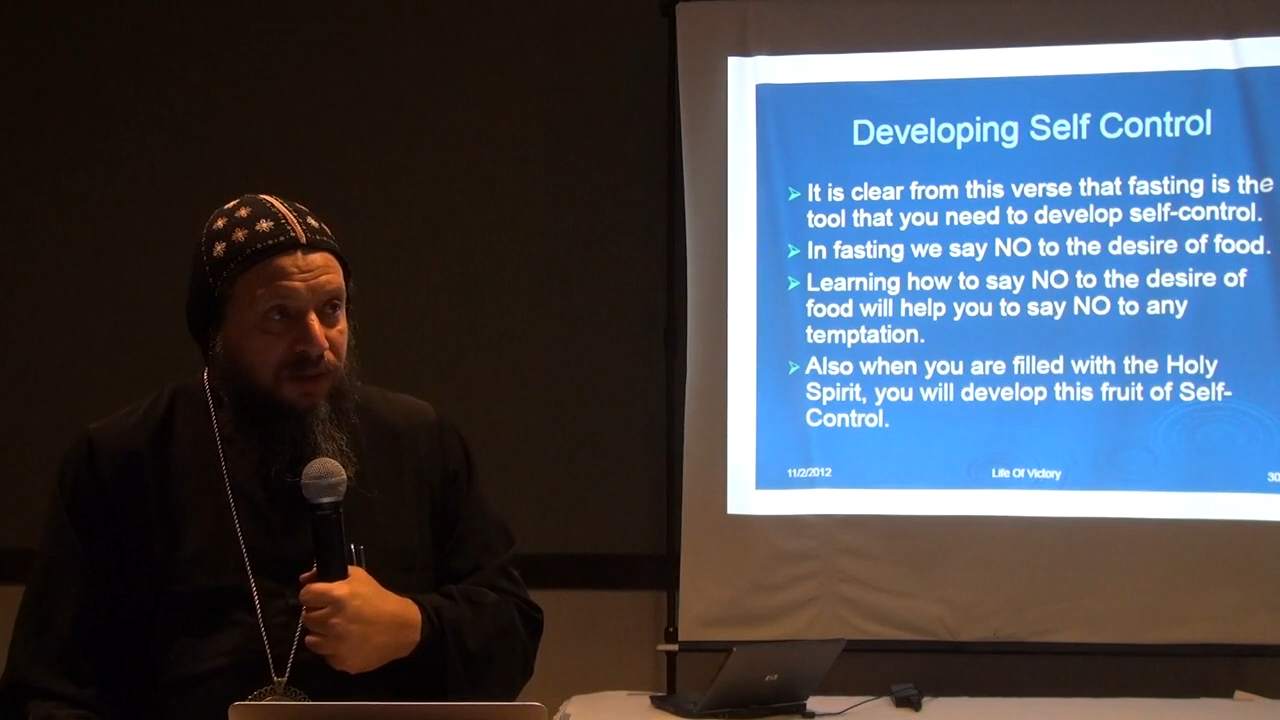 Developing Self Control
➢ It is clear from this verse that fasting is the
tool that you need to develop self-control.
➢ In fasting we say NO to the desire of food.
➢ Learning how to say NO to the desire of
food will help you to say NO to any
temptation.
➢ Also when you are filled with the Holy
Spirit, you will develop this fruit of Self-
Control.
11/2/2012 Life Of Victory 30